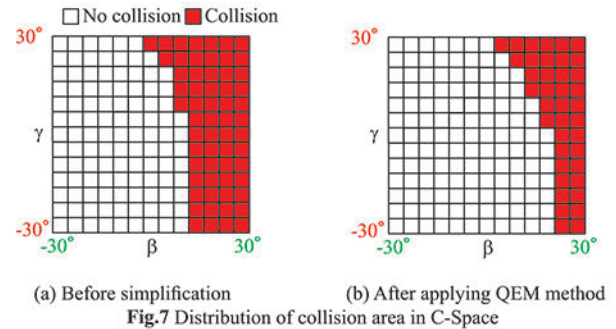 No collision Collision
30°
γ
-30°
-30° β 30°
30°
γ
-30°
-30° β 30°
(a) Before simplification
(b) After applying QEM method
Fig.7 Distribution of collision area in C-Space